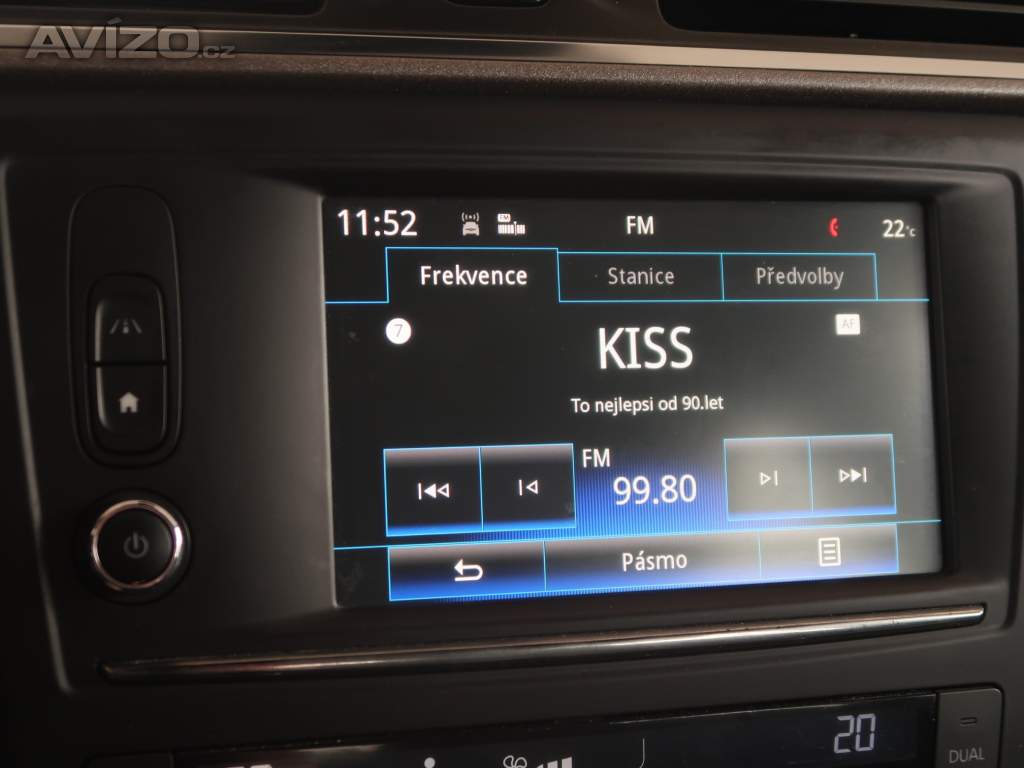 AVÍZO.cz
11:52 FM FM 22°c
Frekvence Stanice Předvolby
7 AF
KISS
To nejlepsi od 90.let
FM
99.80
Pásmo
20
DUAL